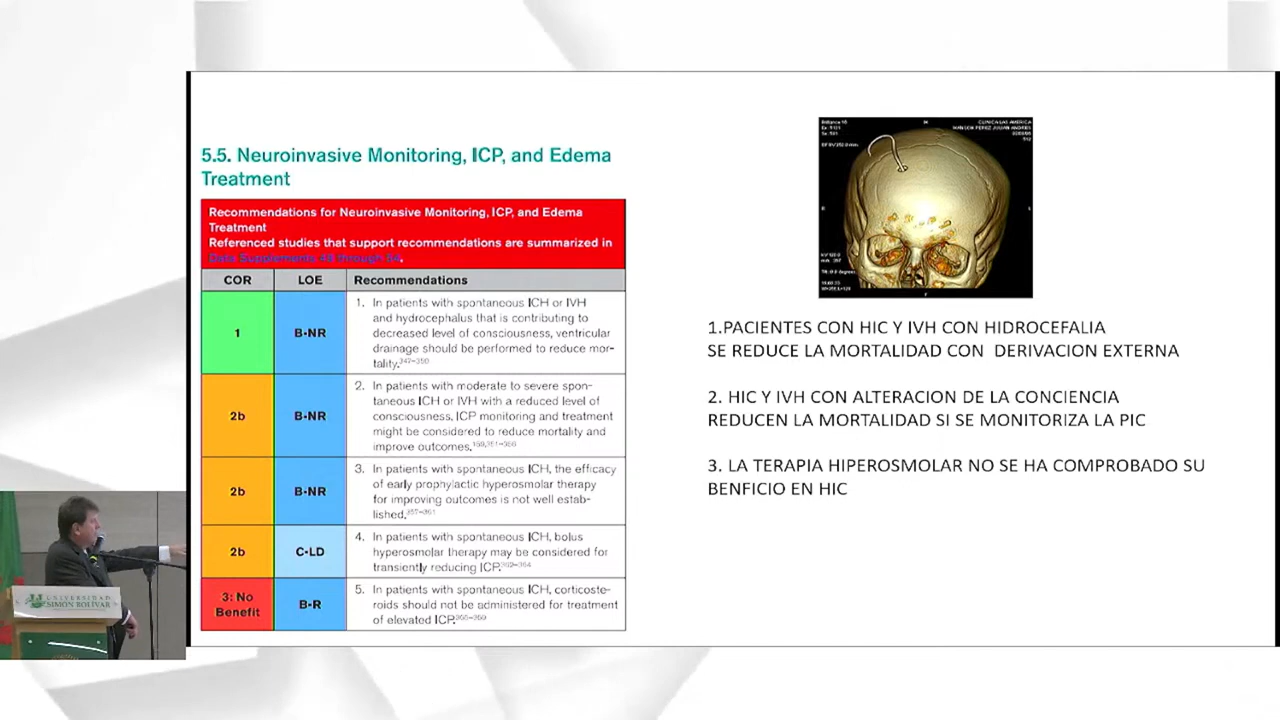 5.5. Neuroinvasive Monitoring, ICP, and Edema
Treatment
Recommendations for Neuroinvasive Monitoring, ICP, and Edema
Treatment
Referenced studies that support recommendations are summarized in
Data Supplements
COR
LOE
Recommendations
1
B-NR
1. In patients with spontaneous ICH or IVH
and hydrocephalus that is contributing to
decreased level of consciousness, ventricular
drainage should be performed to reduce mor-
tality.
2b
B-NR
2. In patients with moderate to severe spon-
taneous ICH or IVH with a reduced level of
consciousness, ICP monitoring and treatment
might be considered to reduce mortality and
improve outcomes.
2b
B-NR
3. In patients with spontaneous ICH, the efficacy
of early prophylactic hyperosmolar therapy
for improving outcomes is not well estab-
lished.
2b
C-LD
4. In patients with spontaneous ICH, bolus
hyperosmolar therapy may be considered for
transiently reducing ICP.
3: No
Benefit
B-R
5. In patients with spontaneous ICH, corticoste-
roids should not be administered for treatment
of elevated ICP.
1.PACIENTES CON HIC Y IVH CON HIDROCEFALIA
SE REDUCE LA MORTALIDAD CON DERIVACION EXTERNA
2. HIC Y IVH CON ALTERACION DE LA CONCIENCIA
REDUCEN LA MORTALIDAD SI SE MONITORIZA LA PIC
3. LA TERAPIA HIPEROSMOLAR NO SE HA COMPROBADO SU
BENFICIO EN HIC
UNIVERSIDAD
SIMÓN BOLÍVAR